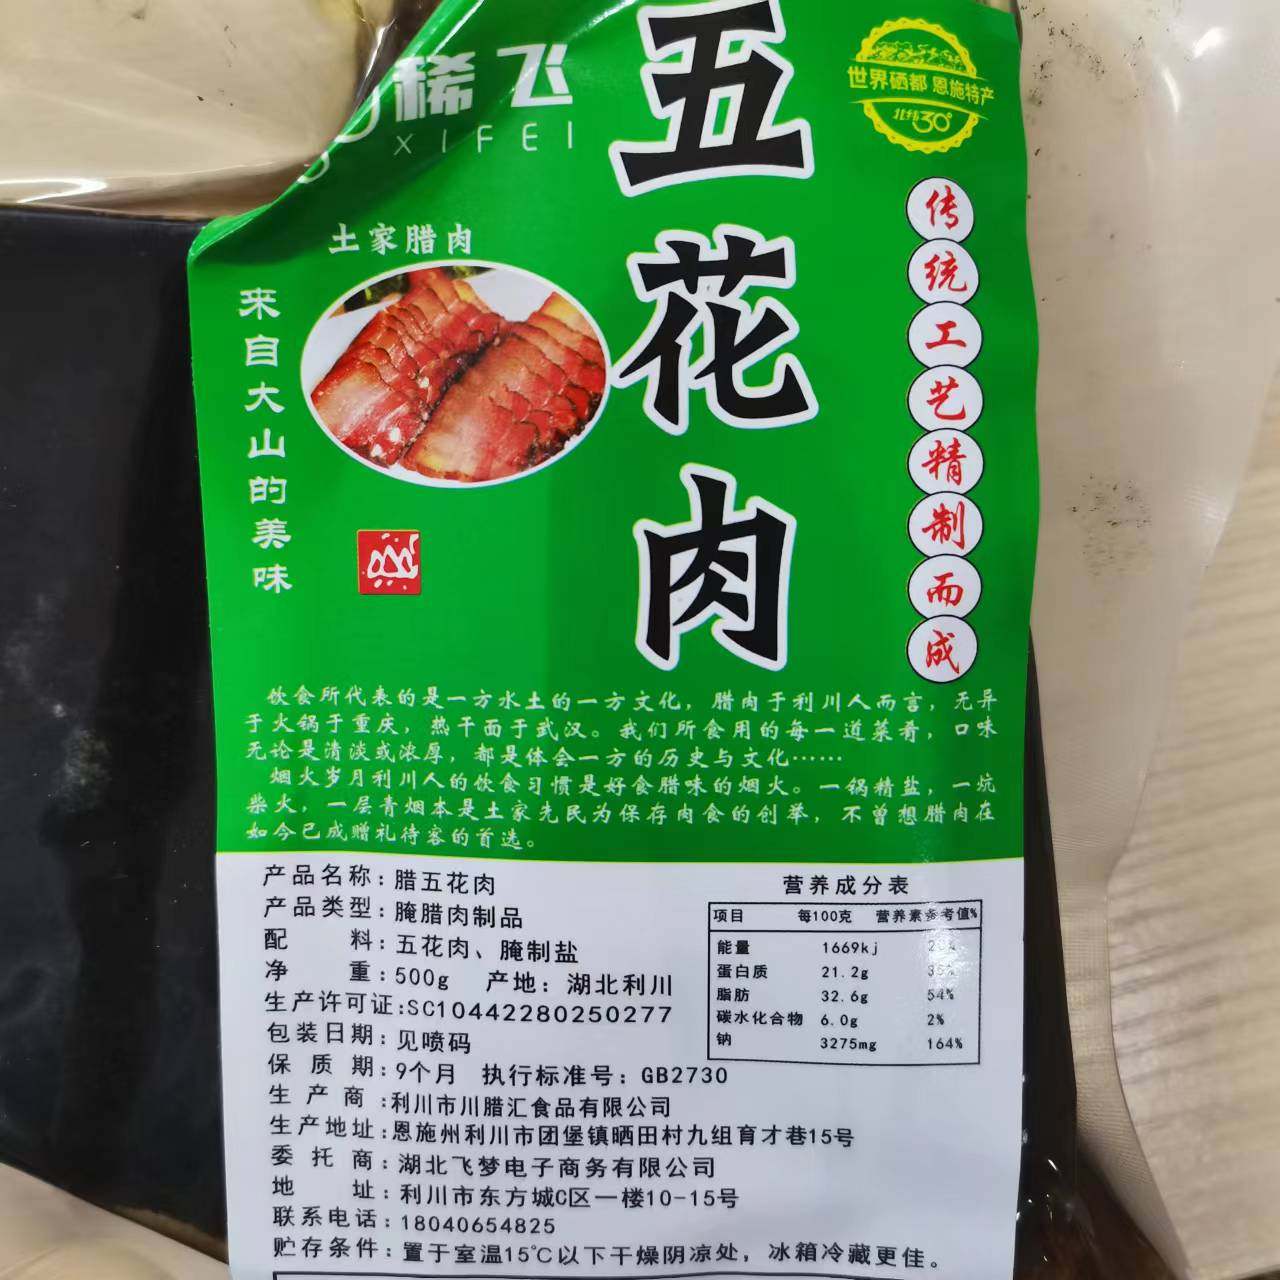 稀飞
XIFEI
五花肉
世界硒都 恩施特产
北纬30°
传统工艺精制而成
土家腊肉
来自大山的美味
饮食所代表的是一方水土的一方文化，腊肉于利川人而言，无异
于火锅于重庆，热干面于武汉。我们所食用的每一道菜肴，口味
无论是清淡或浓厚，都是体会一方的历史与文化……
烟火岁月利川人的饮食习惯是好食腊味的烟火。一锅精盐，一炕
柴火，一层青烟本是土家先民为保存肉食的创举，不曾想腊肉在
如今已成赠礼待客的首选。
产品名称：腊五花肉
产品类型：腌腊肉制品
配料：五花肉、腌制盐
净重：500g 产地：湖北利川
生产许可证:SC10442280250277
包装日期：见喷码
保质期：9个月 执行标准号：GB2730
生产商：利川市川腊汇食品有限公司
生产地址：恩施州利川市团堡镇晒田村九组育才巷15号
委托商：湖北飞梦电子商务有限公司
地址：利川市东方城C区一楼10-15号
联系电话：18040654825
贮存条件：置于室温15℃以下干燥阴凉处，冰箱冷藏更佳。
营养成分表
项目 每100克 营养素参考值%
能量 1669kj
蛋白质 21.2g
脂肪 32.6g 54%
碳水化合物 6.0g 2%
钠 3275mg 164%